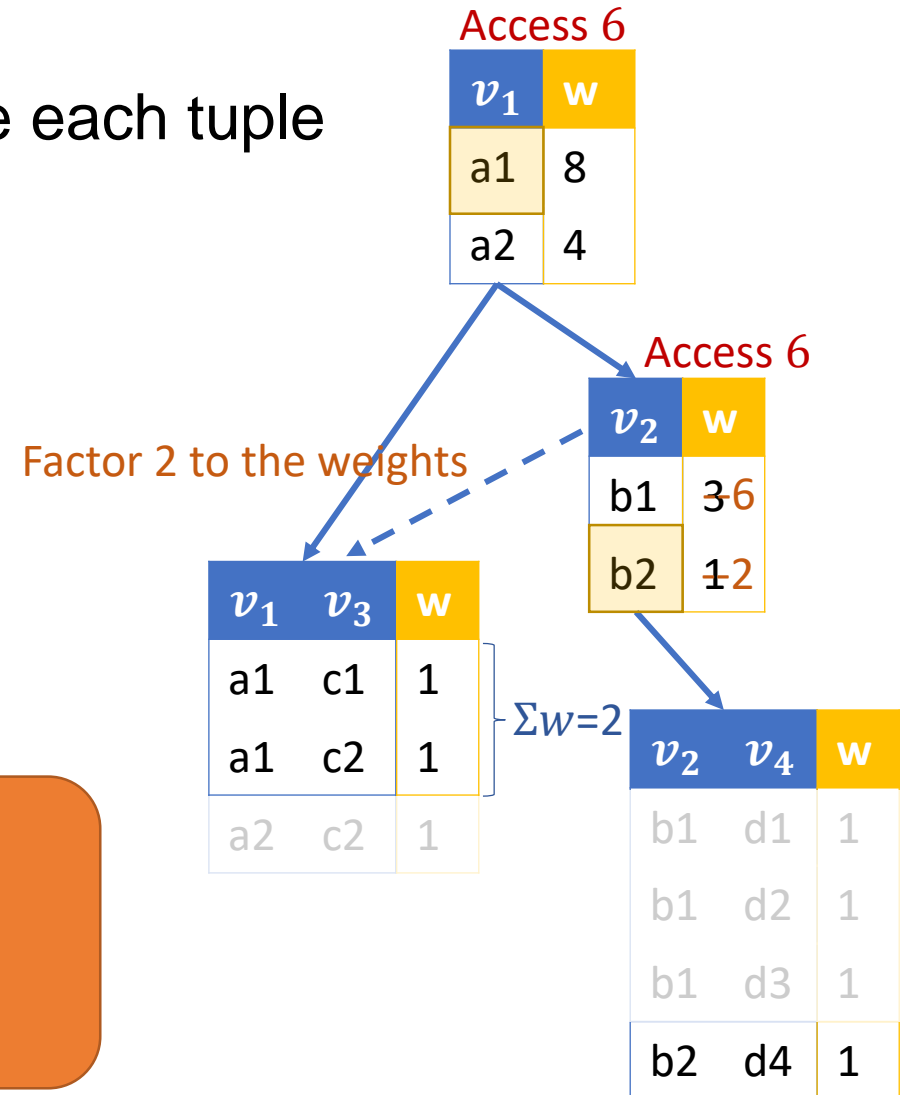 Access 6
e each tuple
v₁ w
a1 8
a2 4
Access 6
v₂ w
Factor 2 to the weights
b1 3 6
b2 1 2
v₁ v₃ w
a1 c1 1
a1 c2 1
Σw=2
a2 c2 1
v₂ v₄ w
b1 d1 1
b1 d2 1
b1 d3 1
b2 d4 1